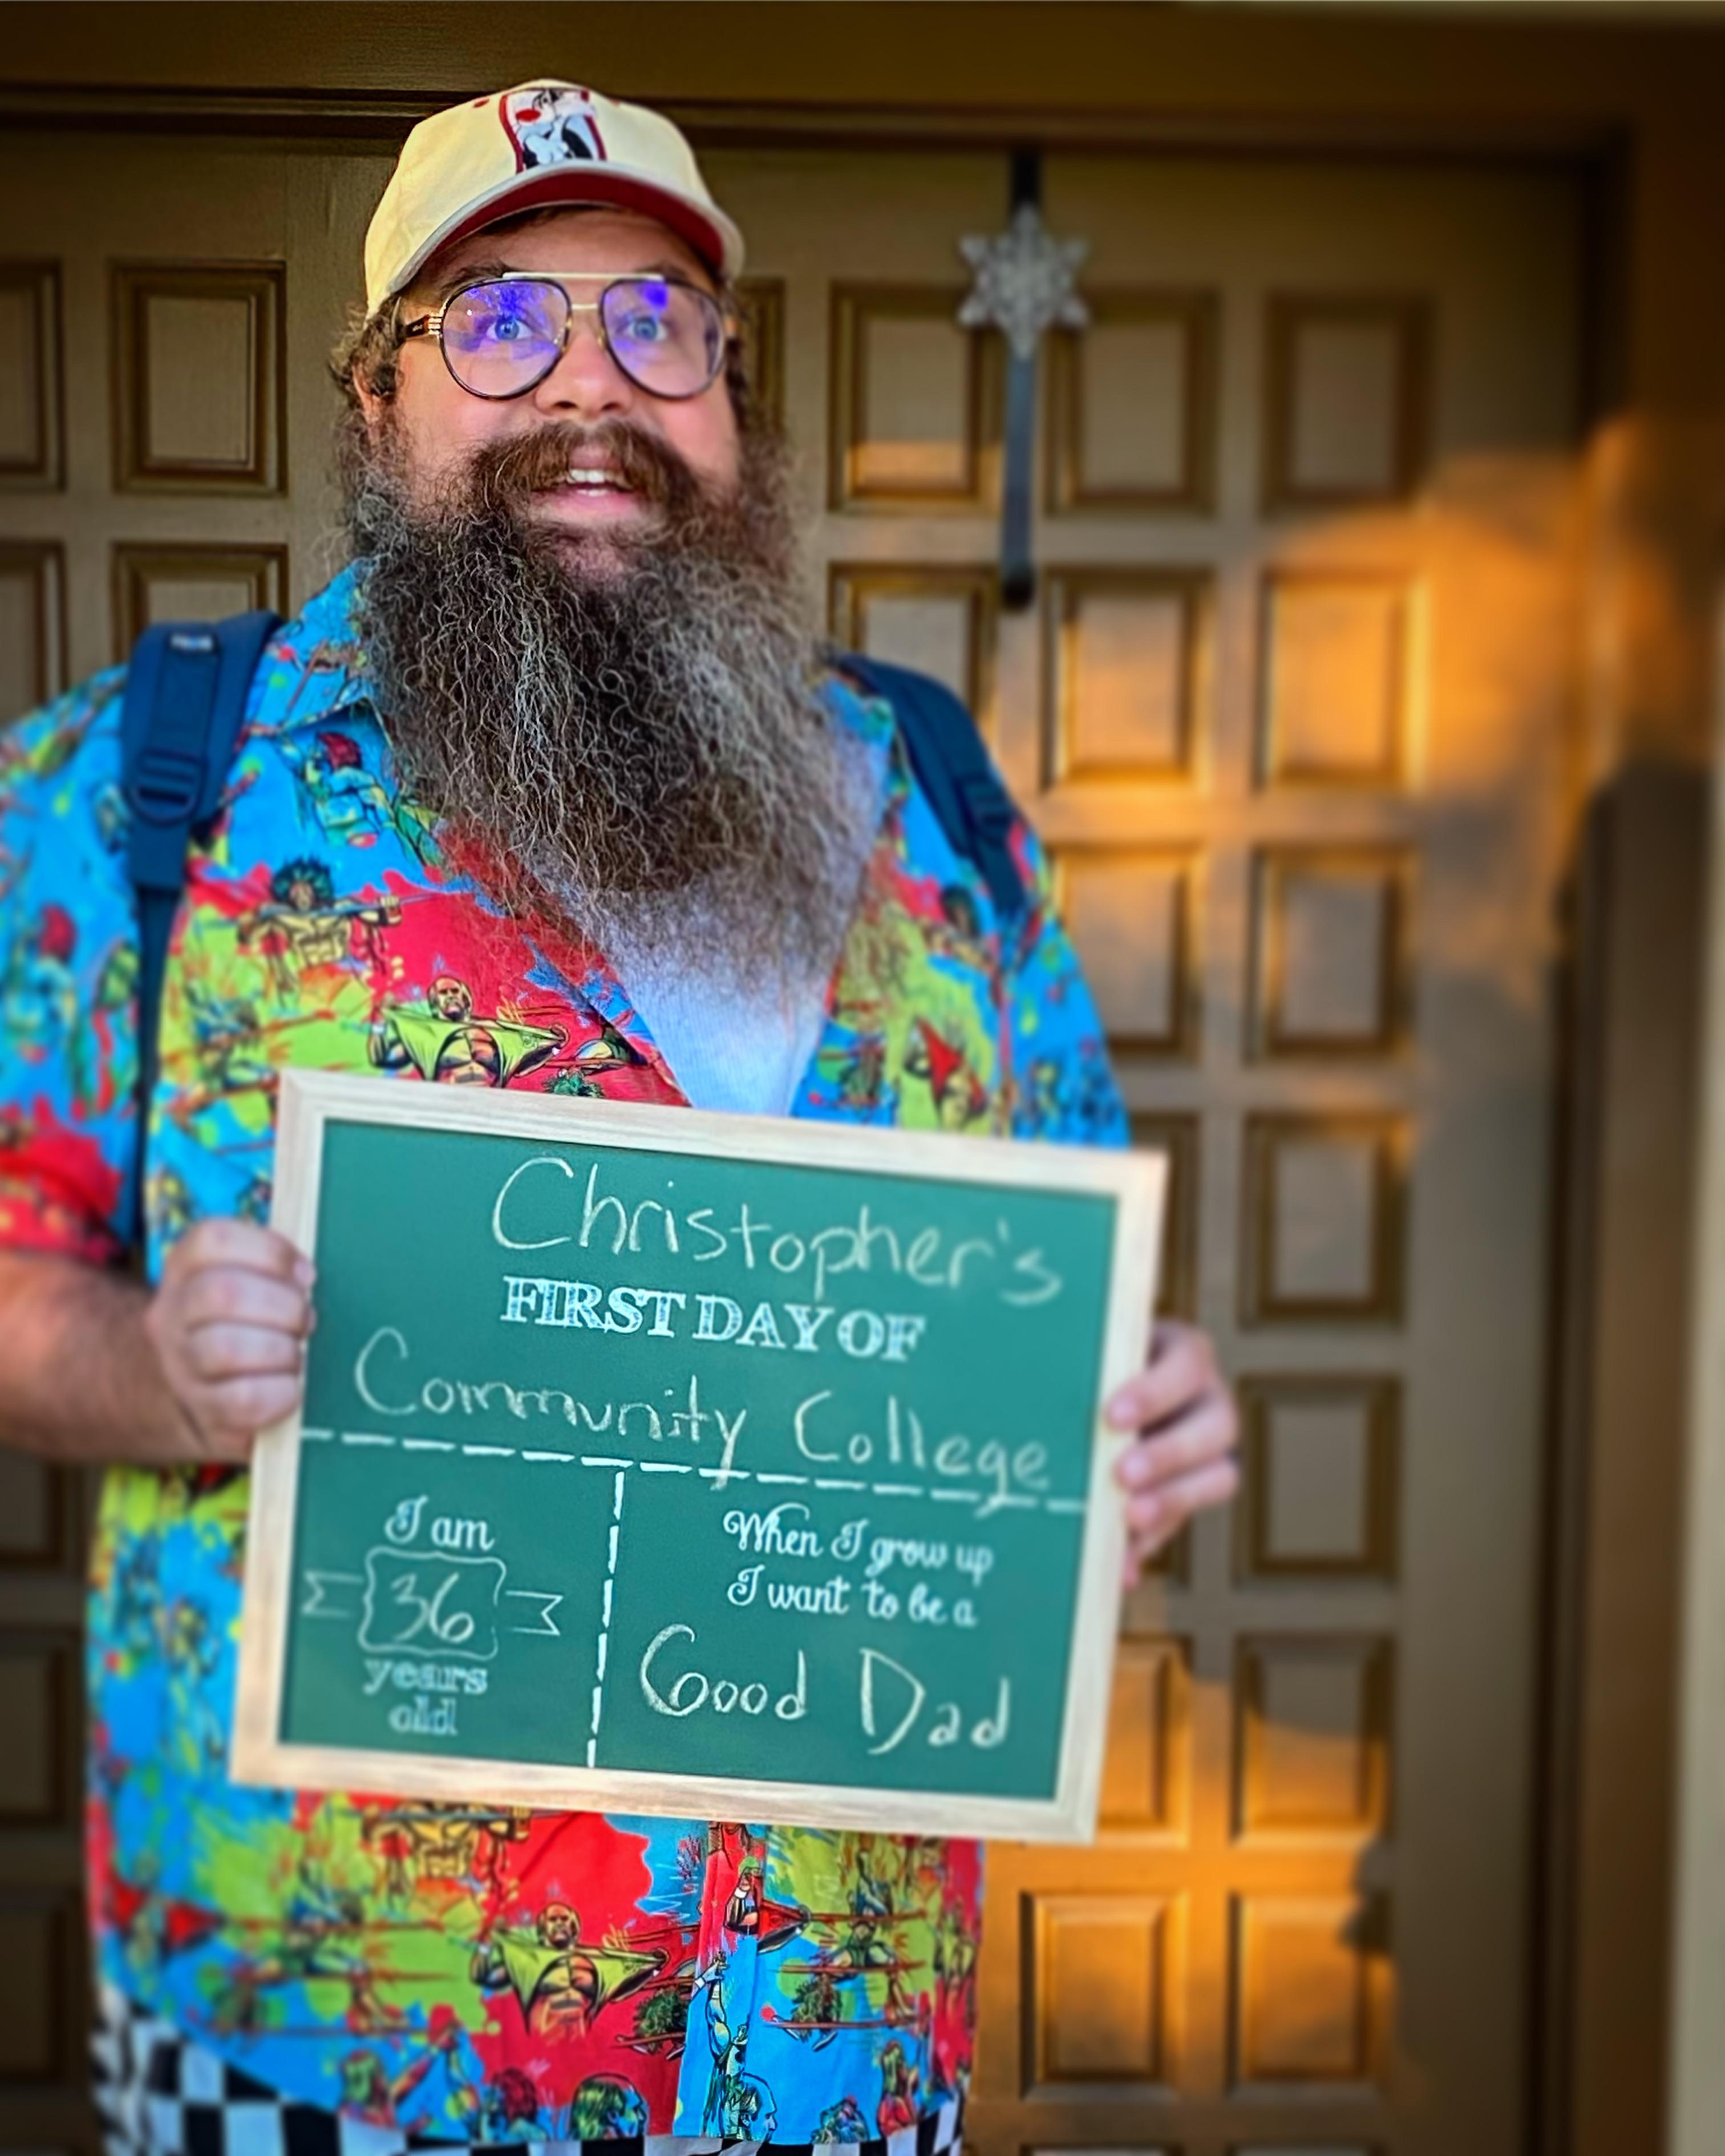 Christopher's
FIRST DAY OF
Community College
I am
36
years
old
When I grow up
I want to be a
Good Dad